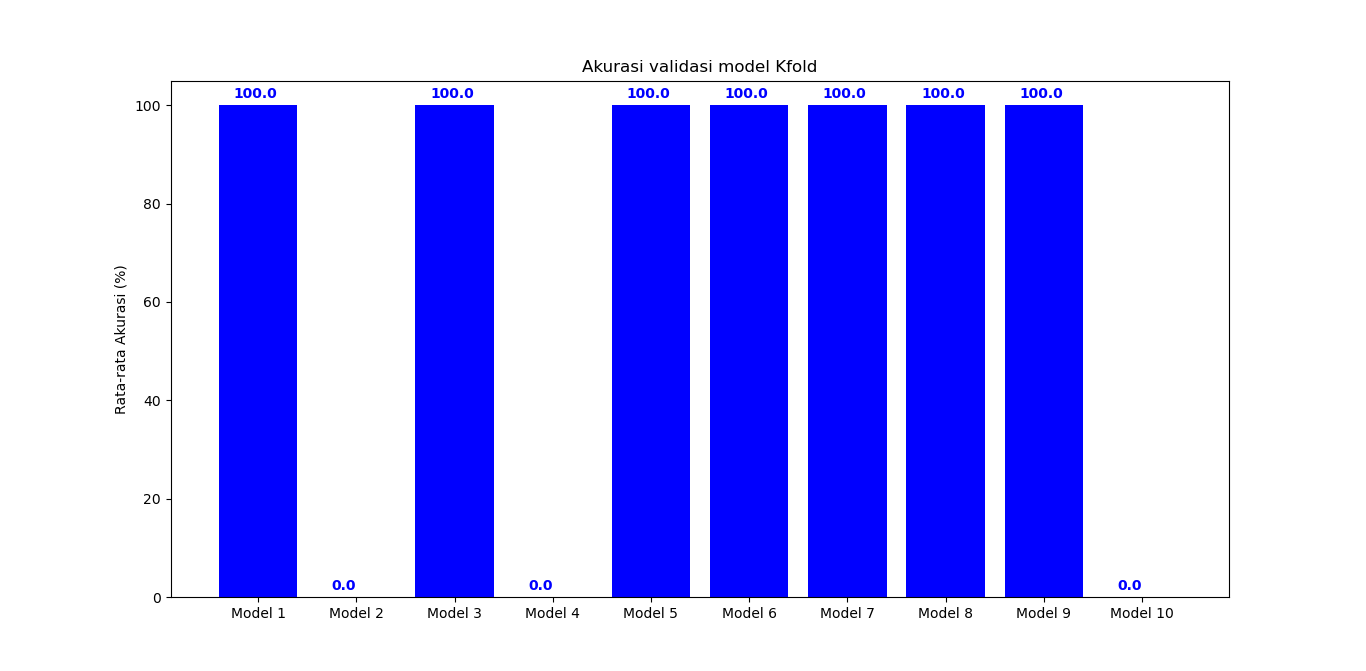 Akurasi validasi model Kfold
100.0 100.0 100.0 100.0 100.0 100.0 100.0
100
80
60
40
20
0
Rata-rata Akurasi (%)
0.0 0.0 0.0
Model 1 Model 2 Model 3 Model 4 Model 5 Model 6 Model 7 Model 8 Model 9 Model 10